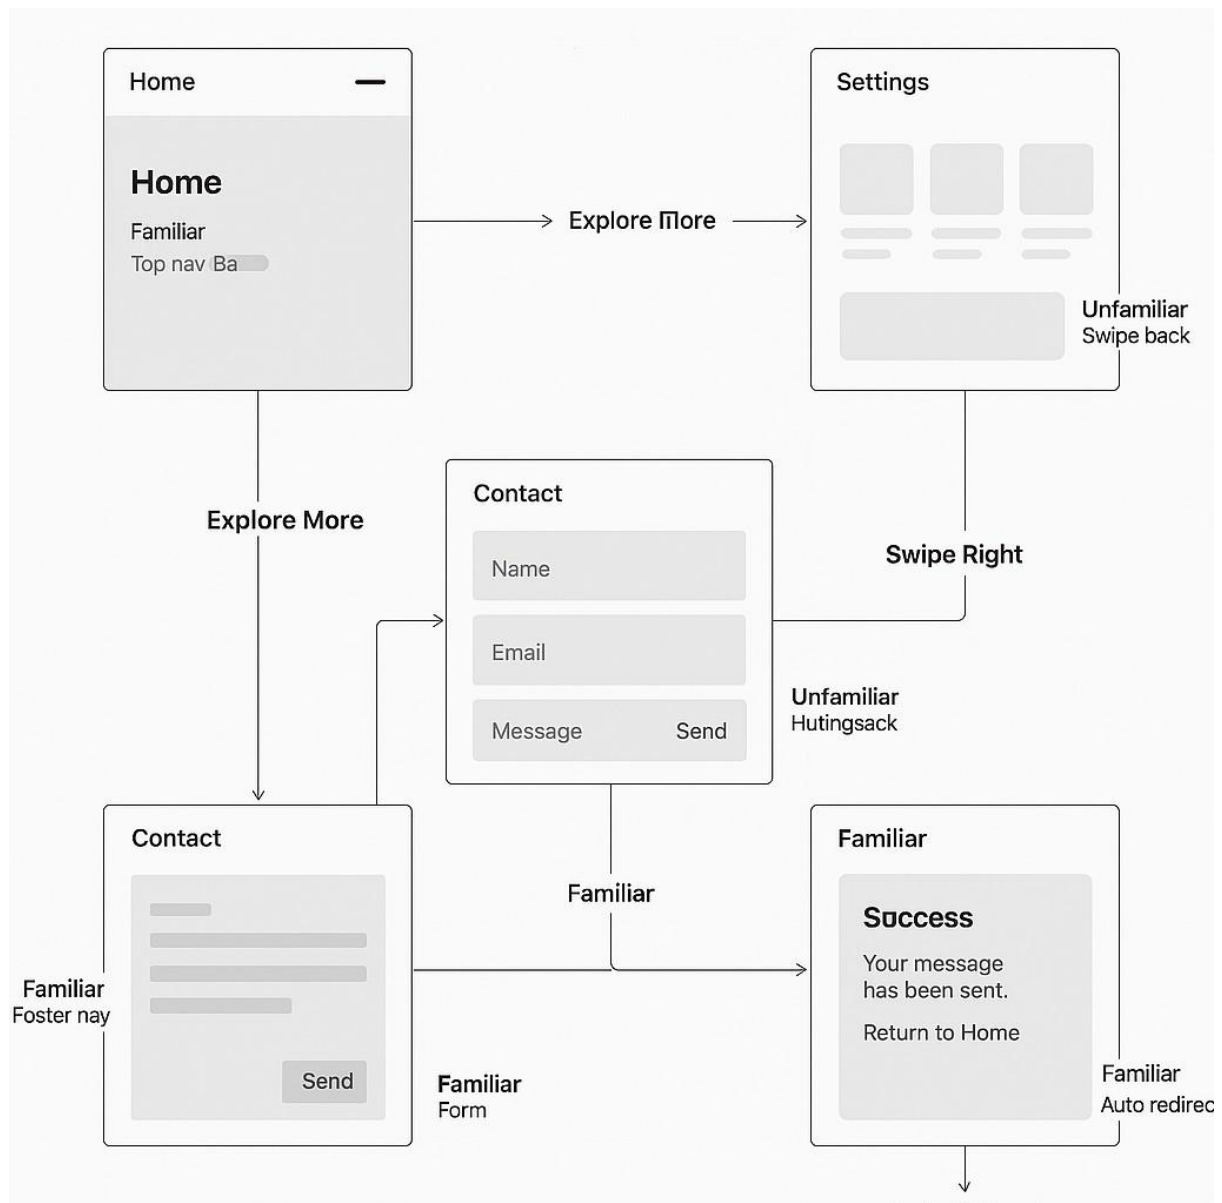 Home
Home
Familiar
Top nav Ba
Explore More
Settings
Unfamiliar
Swipe back
Explore More
Contact
Name
Email
Message Send
Swipe Right
Unfamiliar
Hutingsack
Contact
Send
Familiar
Foster nay
Familiar
Form
Familiar
Familiar
Success
Your message
has been sent.
Return to Home
Familiar
Auto redirec